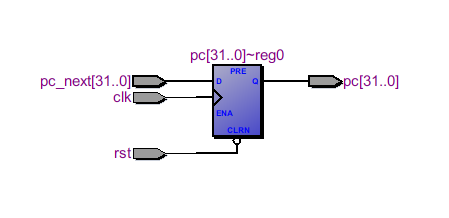 pc[31..0]~reg0
PRE
pc_next[31..0]
D
Q
pc[31..0]
clk
ENA
CLRN
rst